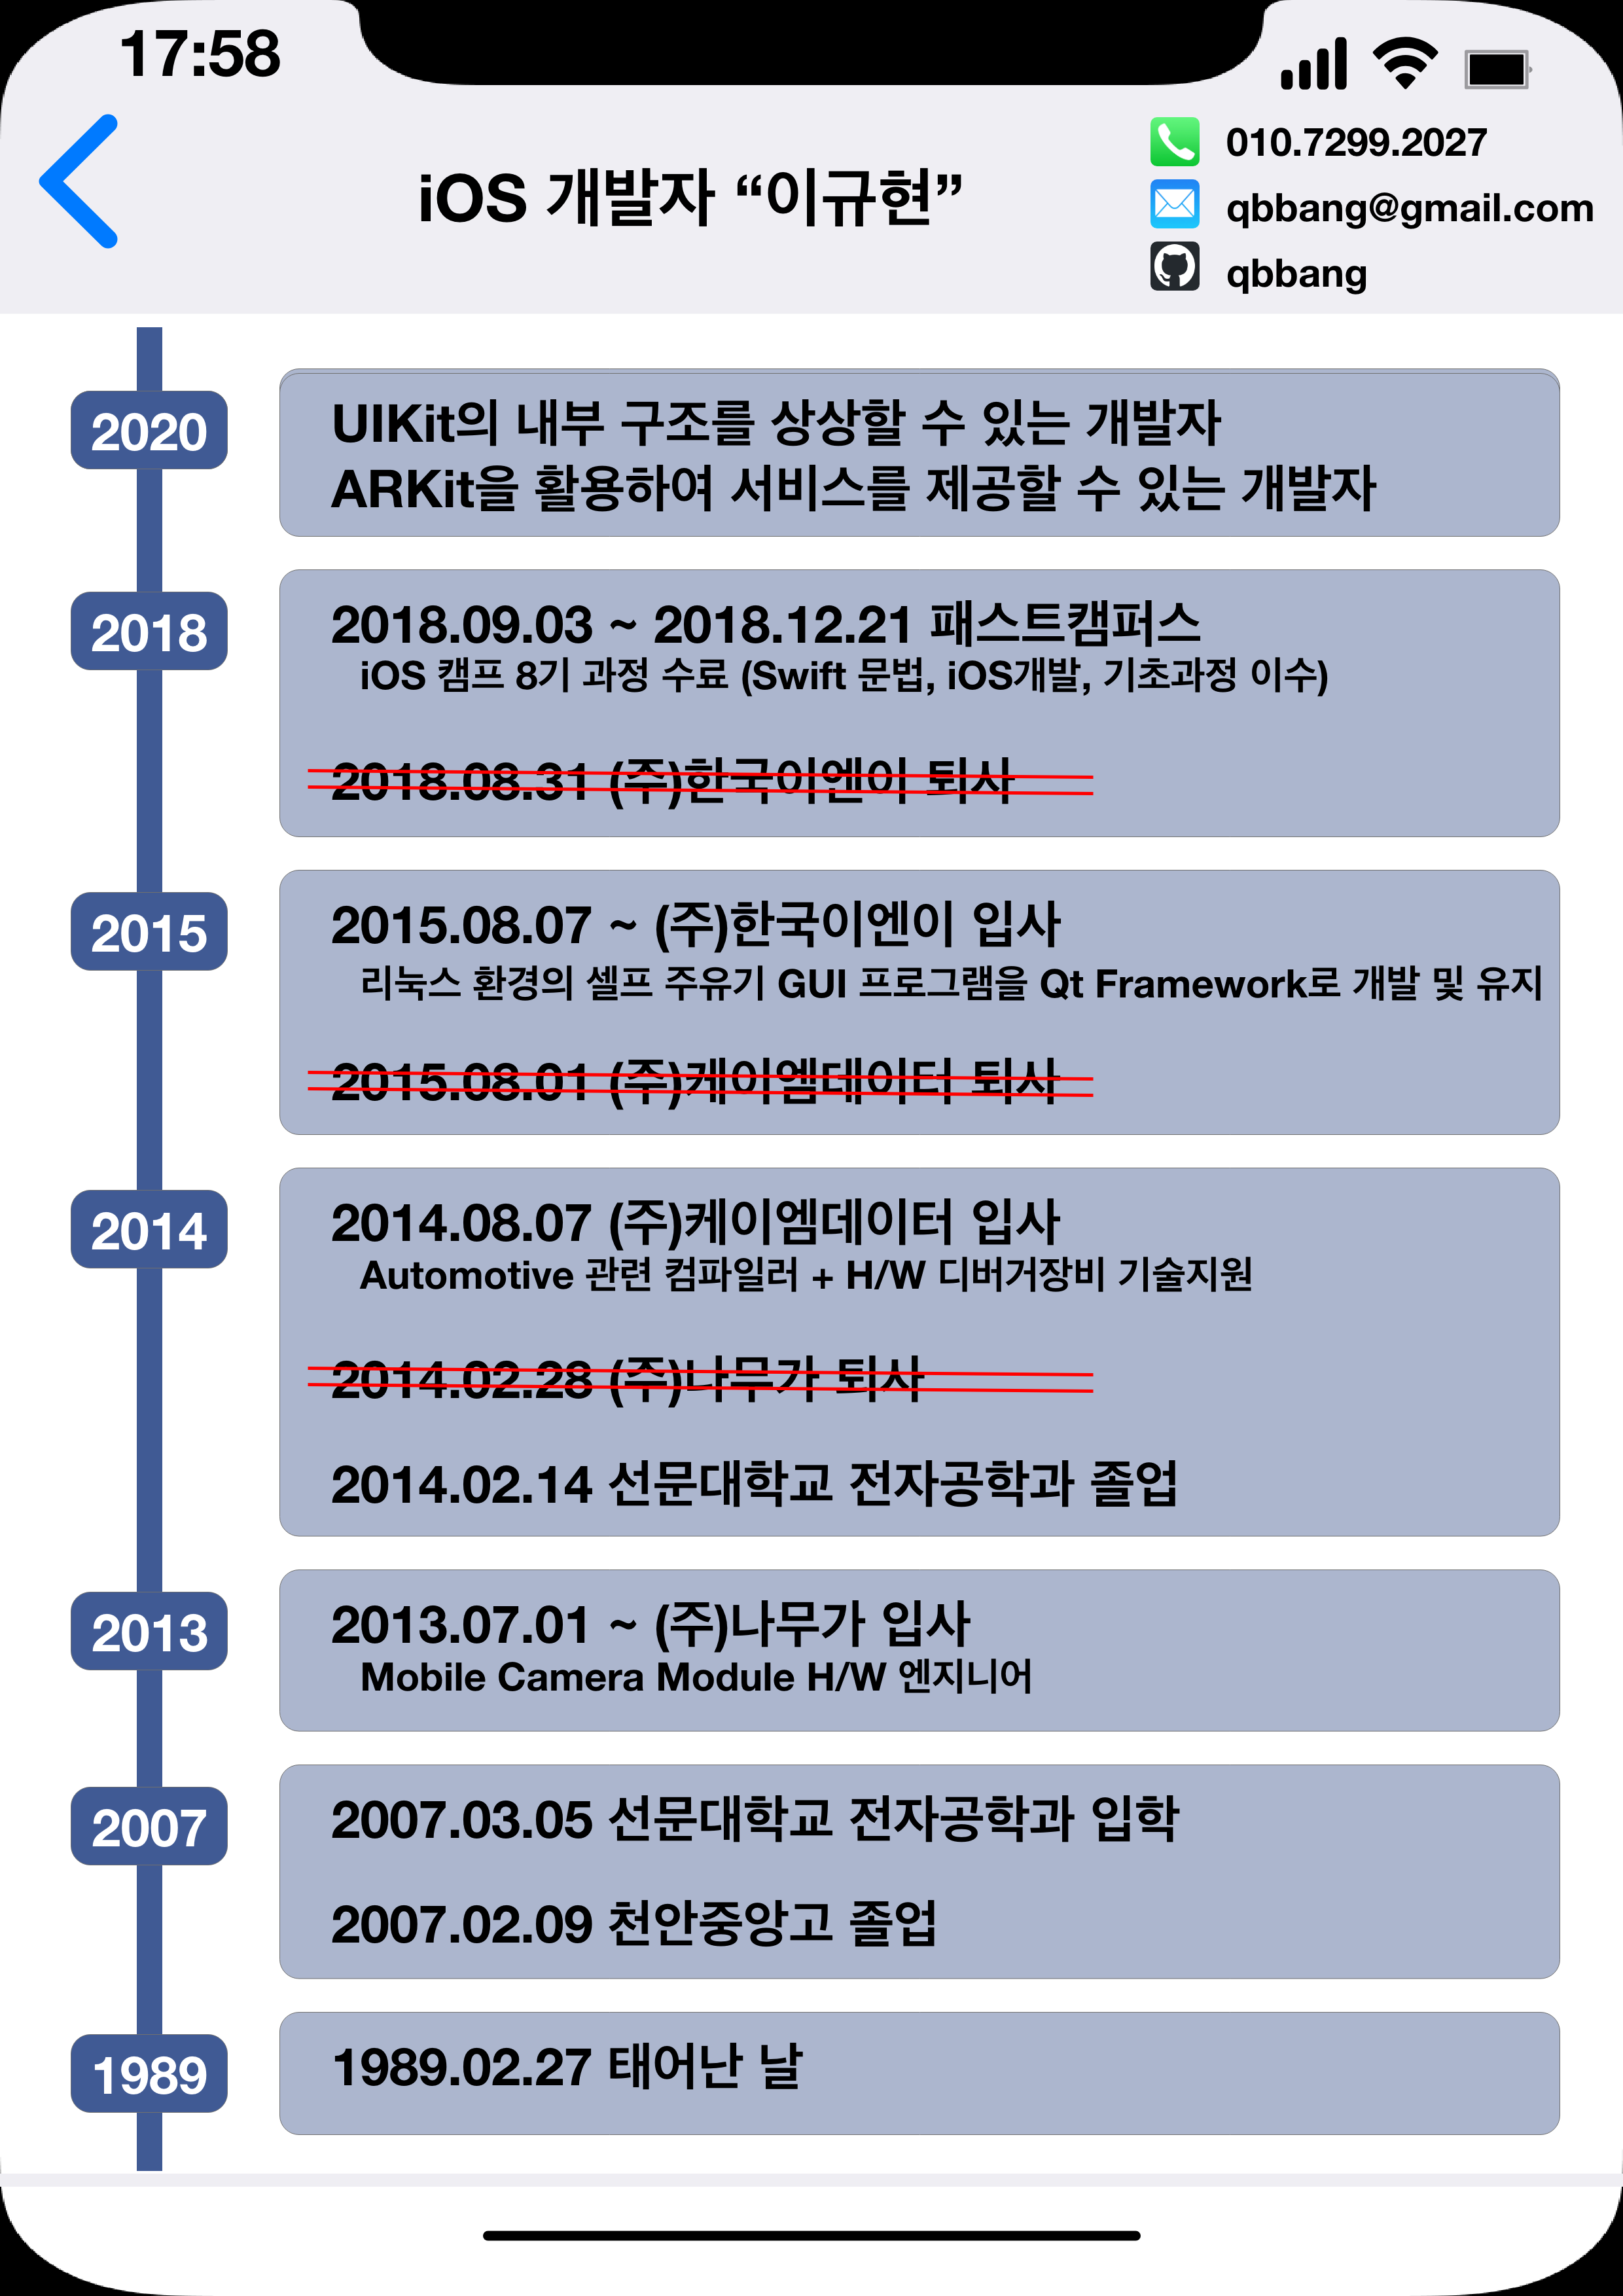 17:58
iOS 개발자 “이규현”
010.7299.2027
qbbang@gmail.com
qbbang
2020
UIKit의 내부 구조를 상상할 수 있는 개발자
ARKit을 활용하여 서비스를 제공할 수 있는 개발자
2018
2018.09.03 ~ 2018.12.21 패스트캠퍼스
iOS 캠프 8기 과정 수료 (Swift 문법, iOS개발, 기초과정 이수)
2018.08.31 (주)한국이엔이 퇴사
2015
2015.08.07 ~ (주)한국이엔이 입사
리눅스 환경의 셀프 주유기 GUI 프로그램을 Qt Framework로 개발 및 유지
2015.08.01 (주)케이엠데이터 퇴사
2014
2014.08.07 (주)케이엠데이터 입사
Automotive 관련 컴파일러 + H/W 디버거장비 기술지원
2014.02.28 (주)나무가 퇴사
2014.02.14 선문대학교 전자공학과 졸업
2013
2013.07.01 ~ (주)나무가 입사
Mobile Camera Module H/W 엔지니어
2007
2007.03.05 선문대학교 전자공학과 입학
2007.02.09 천안중앙고 졸업
1989
1989.02.27 태어난 날